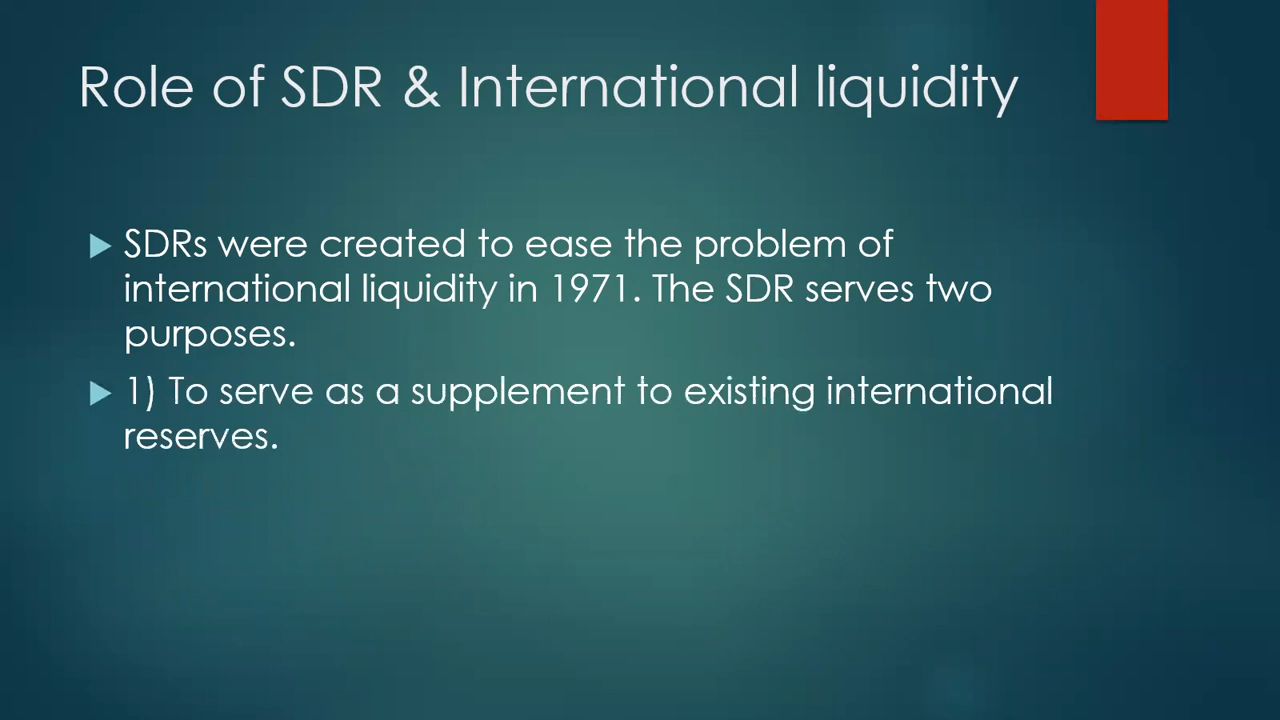 Role of SDR & International liquidity
SDRs were created to ease the problem of
international liquidity in 1971. The SDR serves two
purposes.
1) To serve as a supplement to existing international
reserves.